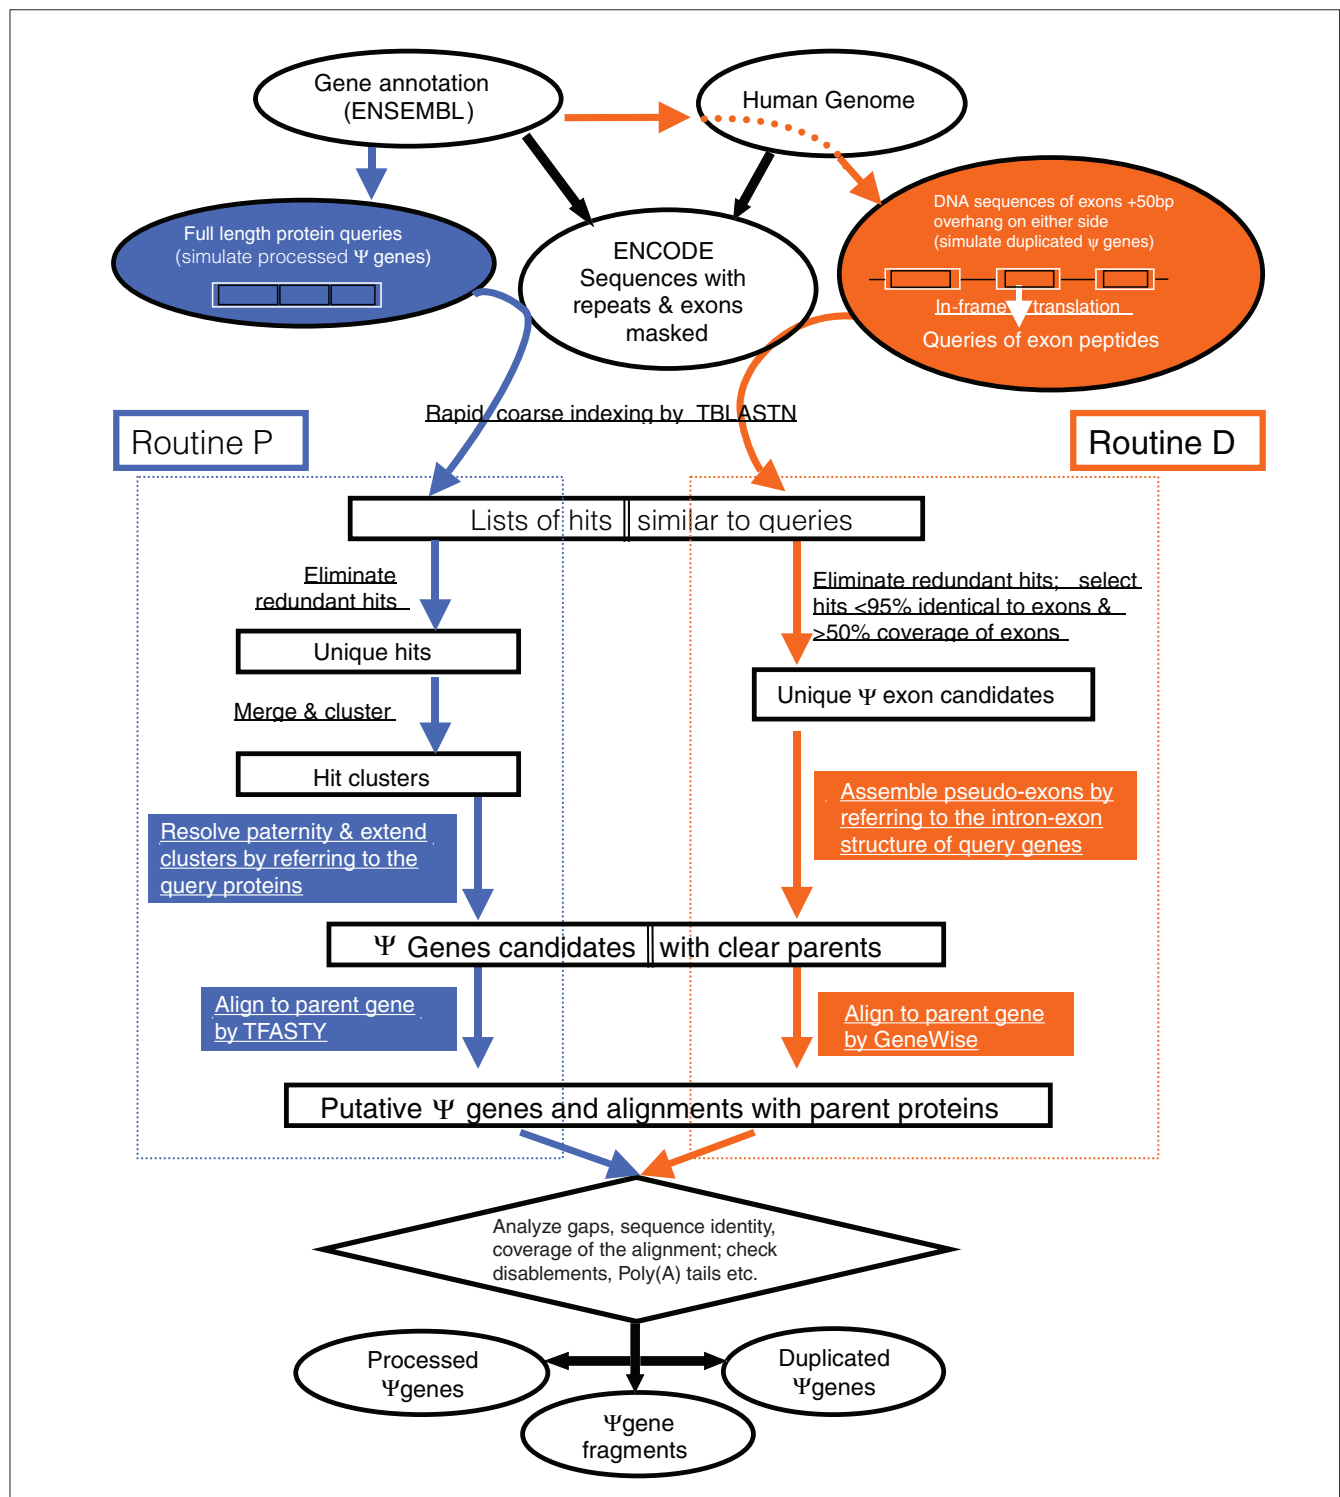 Gene annotation
(ENSEMBL)
Human Genome
Full length protein queries
(simulate processed Ψ genes)
ENCODE
Sequences with
repeats & exons
masked
DNA sequences of exons +50bp
overhang on either side
(simulate duplicated ψ genes)
In-frame translation
Queries of exon peptides
Rapid coarse indexing by TBLASTN
Routine P
Routine D
Lists of hits similar to queries
Eliminate
redundant hits
Eliminate redundant hits; select
hits <95% identical to exons &
>50% coverage of exons
Unique hits
Unique Ψ exon candidates
Merge & cluster
Hit clusters
Resolve paternity & extend
clusters by referring to the
query proteins
Assemble pseudo-exons by
referring to the intron-exon
structure of query genes
Ψ Genes candidates with clear parents
Align to parent gene
by TFASTY
Align to parent gene
by GeneWise
Putative Ψ genes and alignments with parent proteins
Analyze gaps, sequence identity,
coverage of the alignment; check
disablements, Poly(A) tails etc.
Processed
Ψgenes
Duplicated
Ψgenes
Ψgene
fragments